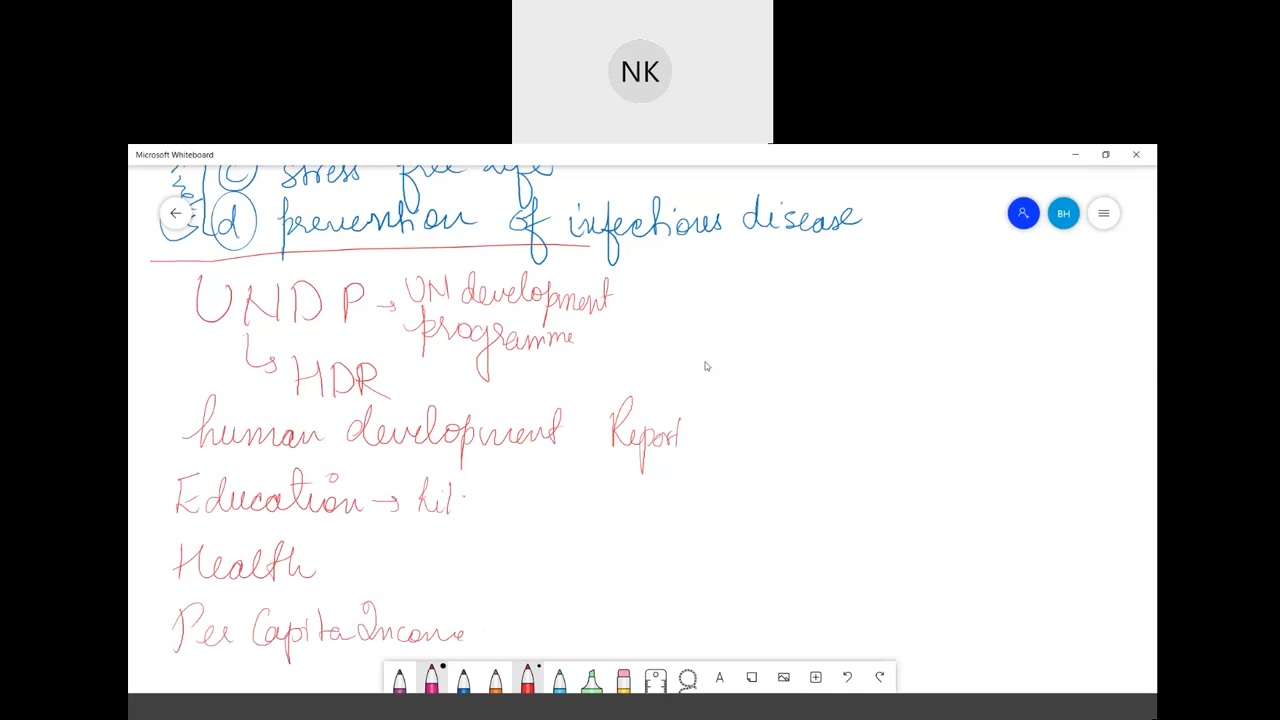 NK
Microsoft Whiteboard
c stress free life
d prevention of infectious disease
BH
UNDP → UN development
programme
↳ HDR
human development Report
Education → Lit
Health
Per Capita Income
A